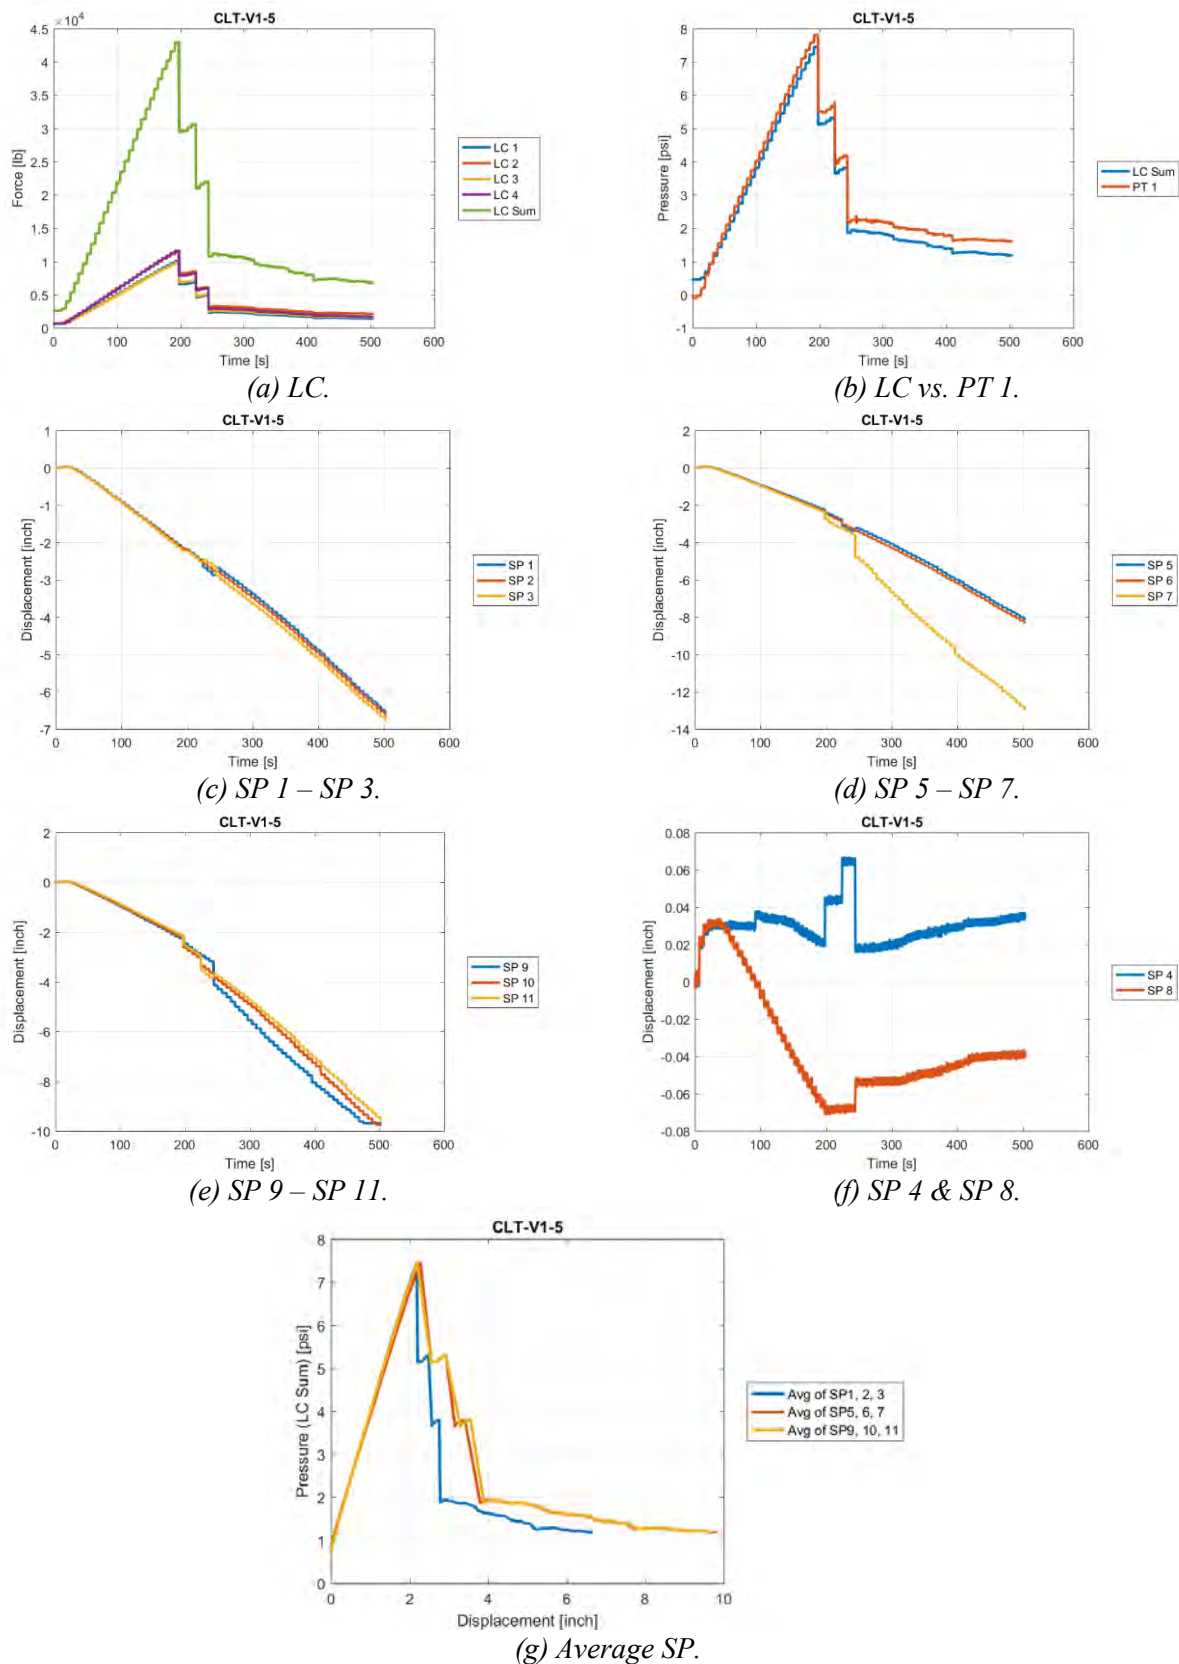 CLT-V1-5
×10⁴
4.5
4
3.5
3
2.5
2
1.5
1
0.5
0
Force [lb]
0 100 200 300 400 500 600
Time [s]
LC 1
LC 2
LC 3
LC 4
LC Sum
(a) LC.
CLT-V1-5
8
7
6
5
4
3
2
1
0
-1
Pressure [psi]
0 100 200 300 400 500 600
Time [s]
LC Sum
PT 1
(b) LC vs. PT 1.
CLT-V1-5
1
0
-1
-2
-3
-4
-5
-6
-7
Displacement [inch]
0 100 200 300 400 500 600
Time [s]
SP 1
SP 2
SP 3
(c) SP 1 – SP 3.
CLT-V1-5
2
0
-2
-4
-6
-8
-10
-12
-14
Displacement [inch]
0 100 200 300 400 500 600
Time [s]
SP 5
SP 6
SP 7
(d) SP 5 – SP 7.
CLT-V1-5
2
0
-2
-4
-6
-8
-10
Displacement [inch]
0 100 200 300 400 500 600
Time [s]
SP 9
SP 10
SP 11
(e) SP 9 – SP 11.
CLT-V1-5
0.08
0.06
0.04
0.02
0
-0.02
-0.04
-0.06
-0.08
Displacement [inch]
0 100 200 300 400 500 600
Time [s]
SP 4
SP 8
(f) SP 4 & SP 8.
CLT-V1-5
8
7
6
5
4
3
2
1
0
Pressure (LC Sum) [psi]
0 2 4 6 8 10
Displacement [inch]
Avg of SP1, 2, 3
Avg of SP5, 6, 7
Avg of SP9, 10, 11
(g) Average SP.